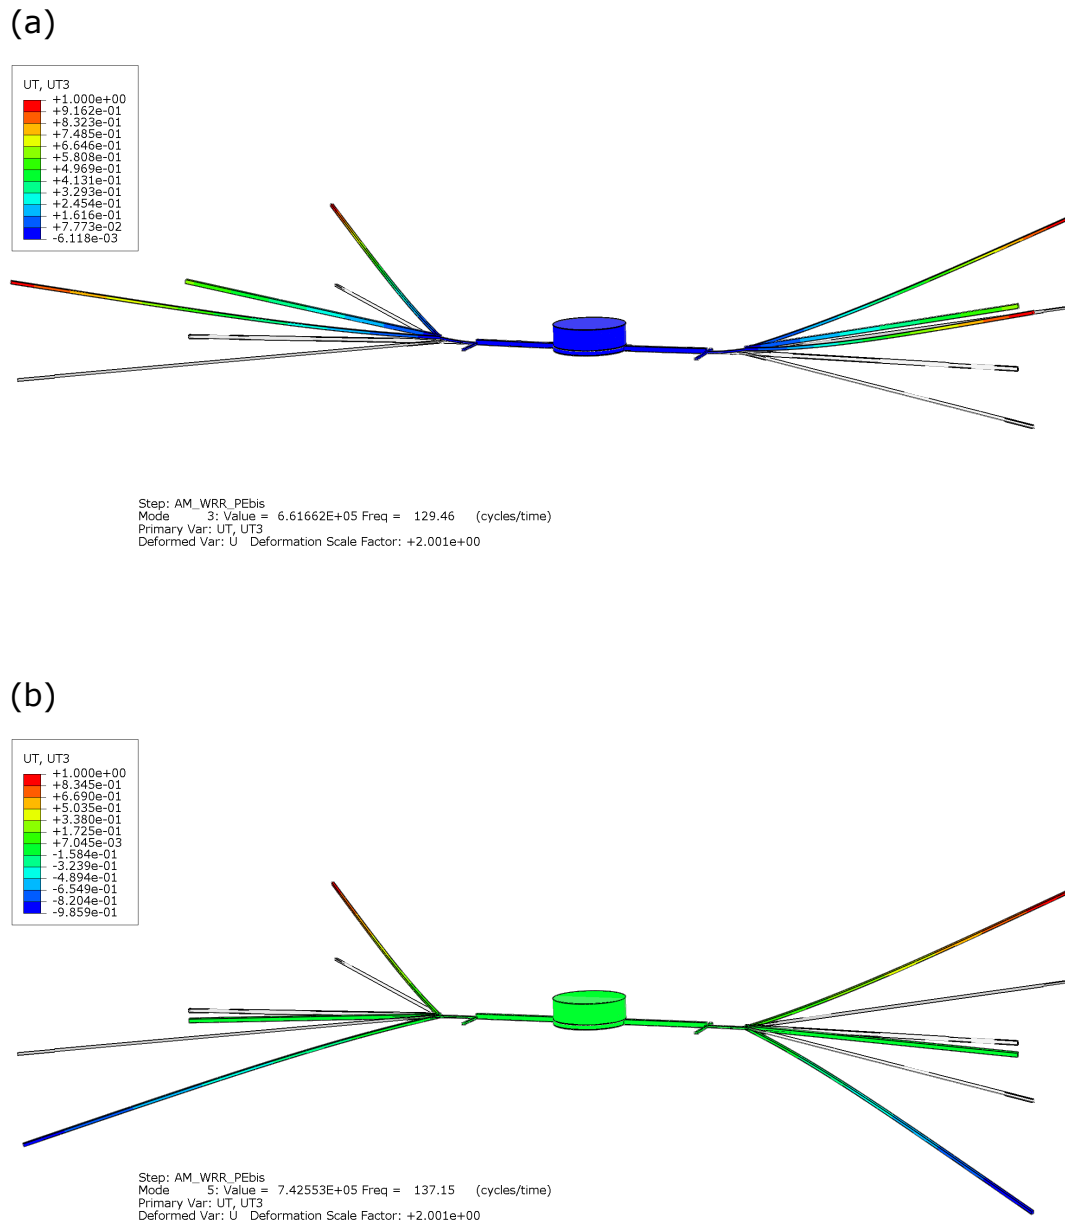 (a)
UT, UT3
+1.000e+00
+9.162e-01
+8.323e-01
+7.485e-01
+6.646e-01
+5.808e-01
+4.969e-01
+4.131e-01
+3.293e-01
+2.454e-01
+1.616e-01
+7.773e-02
-6.118e-03
Step: AM_WRR_PEbis
Mode 3: Value = 6.61662E+05 Freq = 129.46 (cycles/time)
Primary Var: UT, UT3
Deformed Var: U Deformation Scale Factor: +2.001e+00
(b)
UT, UT3
+1.000e+00
+8.345e-01
+6.690e-01
+5.035e-01
+3.380e-01
+1.725e-01
+7.045e-03
-1.584e-01
-3.239e-01
-4.894e-01
-6.549e-01
-8.204e-01
-9.859e-01
Step: AM_WRR_PEbis
Mode 5: Value = 7.42553E+05 Freq = 137.15 (cycles/time)
Primary Var: UT, UT3
Deformed Var: U Deformation Scale Factor: +2.001e+00